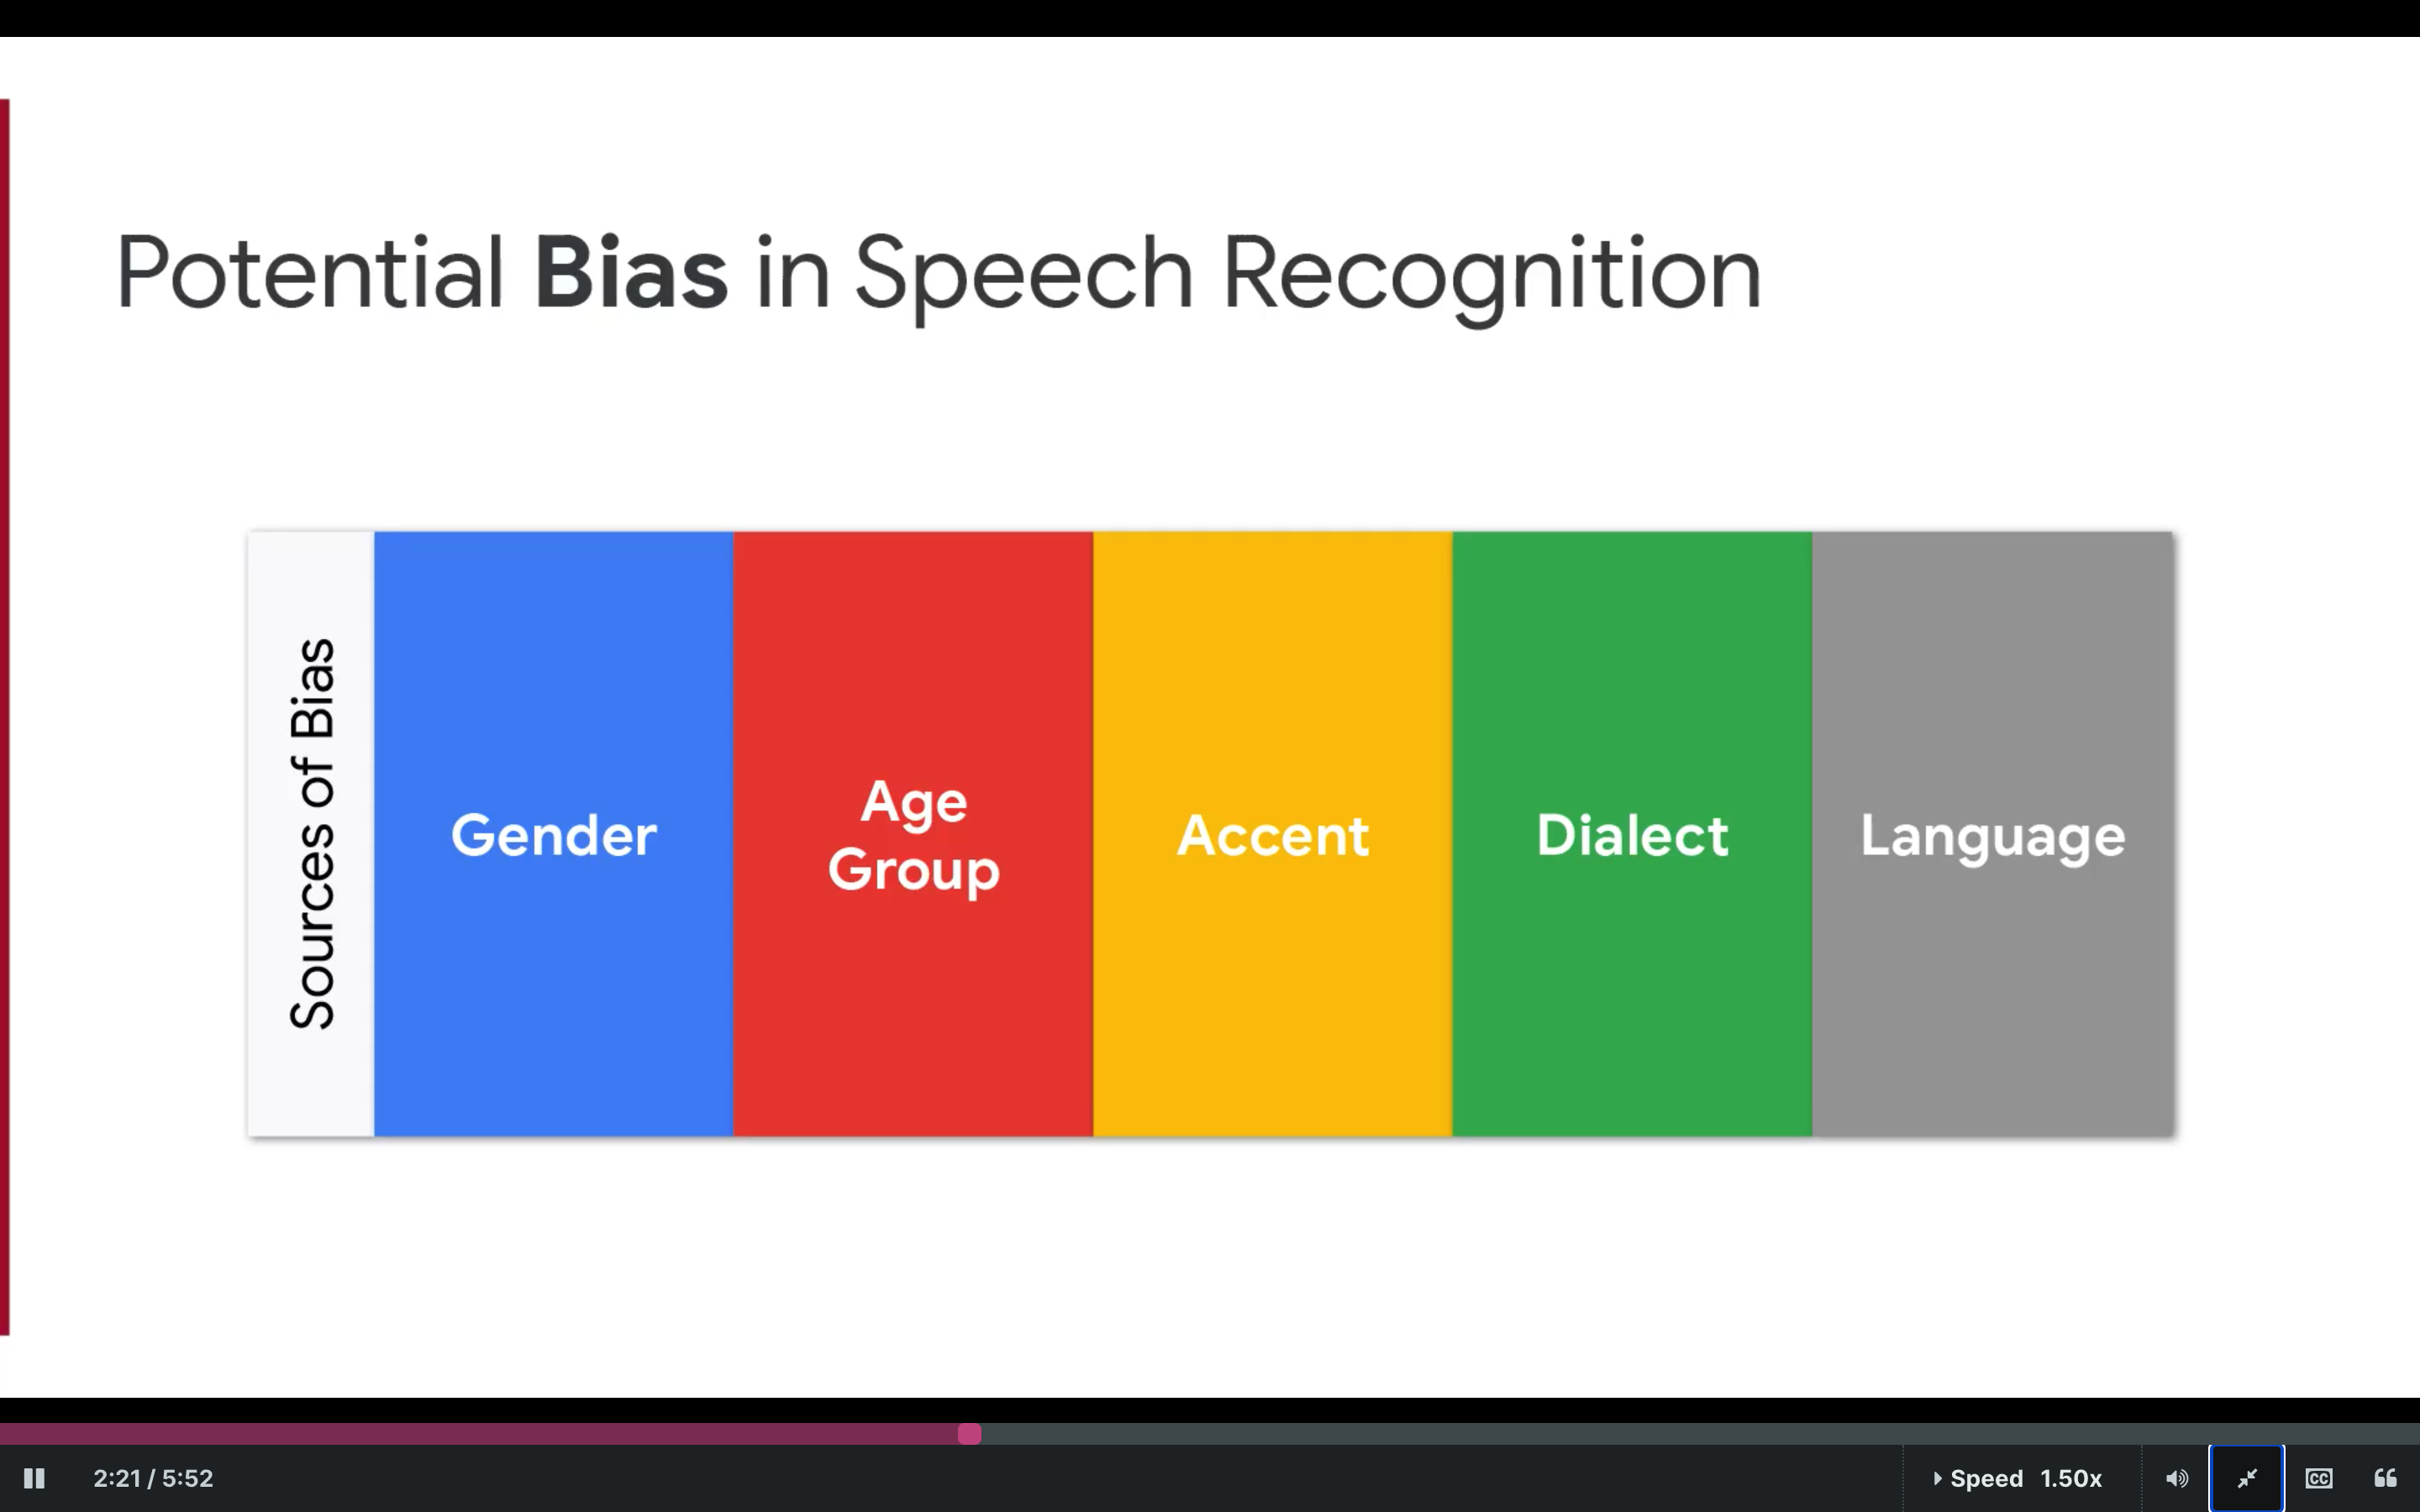 Potential Bias in Speech Recognition
Sources of Bias
Gender
Age
Group
Accent
Dialect
Language
2:21 / 5:52
Speed 1.50x
CC